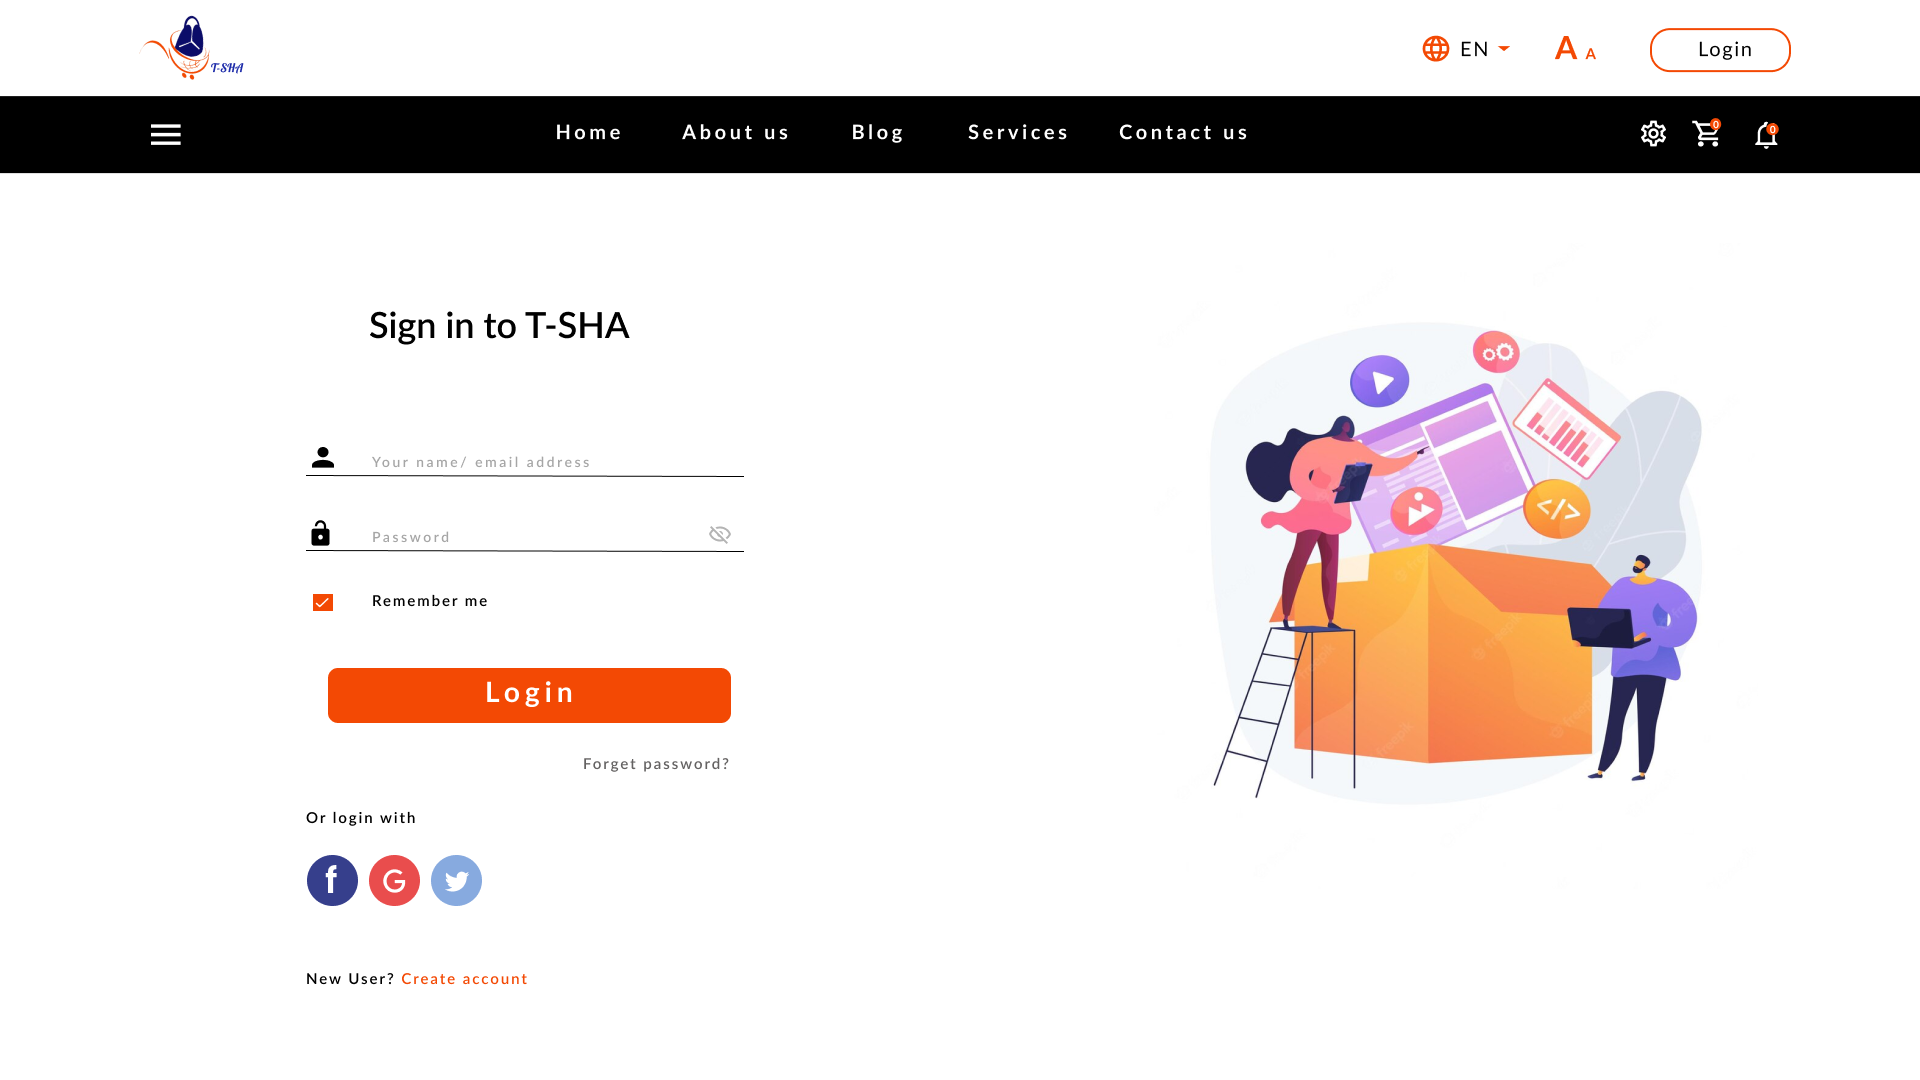 T-SHA
EN
A A
Login
Home About us Blog Services Contact us
0 0
Sign in to T-SHA
Your name/ email address
Password
Remember me
Login
Forget password?
Or login with
f G
New User? Create account